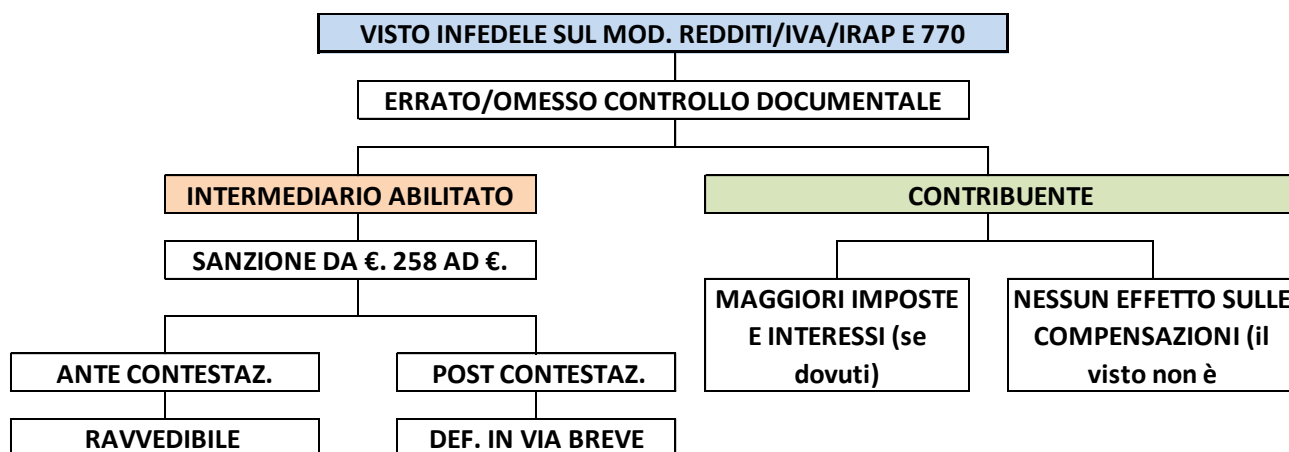 VISTO INFEDELE SUL MOD. REDDITI/IVA/IRAP E 770
ERRATO/OMESSO CONTROLLO DOCUMENTALE
INTERMEDIARIO ABILITATO
CONTRIBUENTE
SANZIONE DA €. 258 AD €.
MAGGIORI IMPOSTE
E INTERESSI (se
dovuti)
NESSUN EFFETTO SULLE
COMPENSAZIONI (il
visto non è
ANTE CONTESTAZ.
POST CONTESTAZ.
RAVVEDIBILE
DEF. IN VIA BREVE